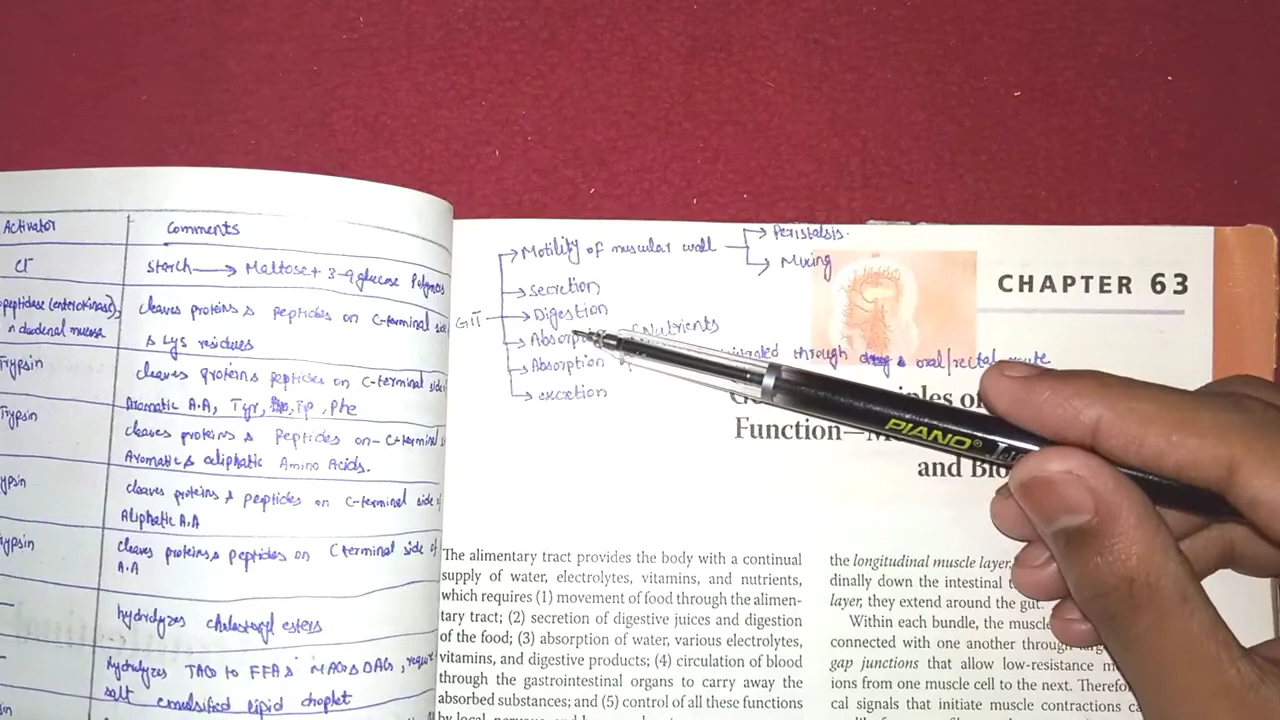 Activator
Comments
Cl⁻
starch → Maltose + 3-9 glucose Polymers
peptidase (enterokinase),
n duodenal mucosa
cleaves proteins & peptides on C-terminal side
& Lys residues
Trypsin
cleaves proteins peptides on C-terminal side of
Aromatic A.A, Tyr, Trp, Phe
Trypsin
cleaves proteins & Peptides on C-terminal
Aromatic & aliphatic Amino Acids.
ypsin
cleaves proteins & peptides on C-terminal side of
Aliphatic A.A
ypsin
cleaves proteins & peptides on C terminal side of
A.A
hydrolyzes cholesteryl esters
hydrolyzes TAGs to FFAs MAGs DAGs,
salt emulsified lipid droplet
GIT
Motility of muscular wall
Peristalsis.
Mixing
secretion
Digestion
Nutrients
Absorption
through oral/rectal route
excretion
CHAPTER 63
Function—
and
The alimentary tract provides the body with a continual
supply of water, electrolytes, vitamins, and nutrients,
which requires (1) movement of food through the alimen-
tary tract; (2) secretion of digestive juices and digestion
of the food; (3) absorption of water, various electrolytes,
vitamins, and digestive products; (4) circulation of blood
through the gastrointestinal organs to carry away the
absorbed substances; and (5) control of all these functions
the longitudinal muscle layer,
dinally down the intestinal
layer, they extend around the gut.
Within each bundle, the muscle
connected with one another through
gap junctions that allow low-resistance
ions from one muscle cell to the next.
cal signals that initiate muscle contractions
PIANO